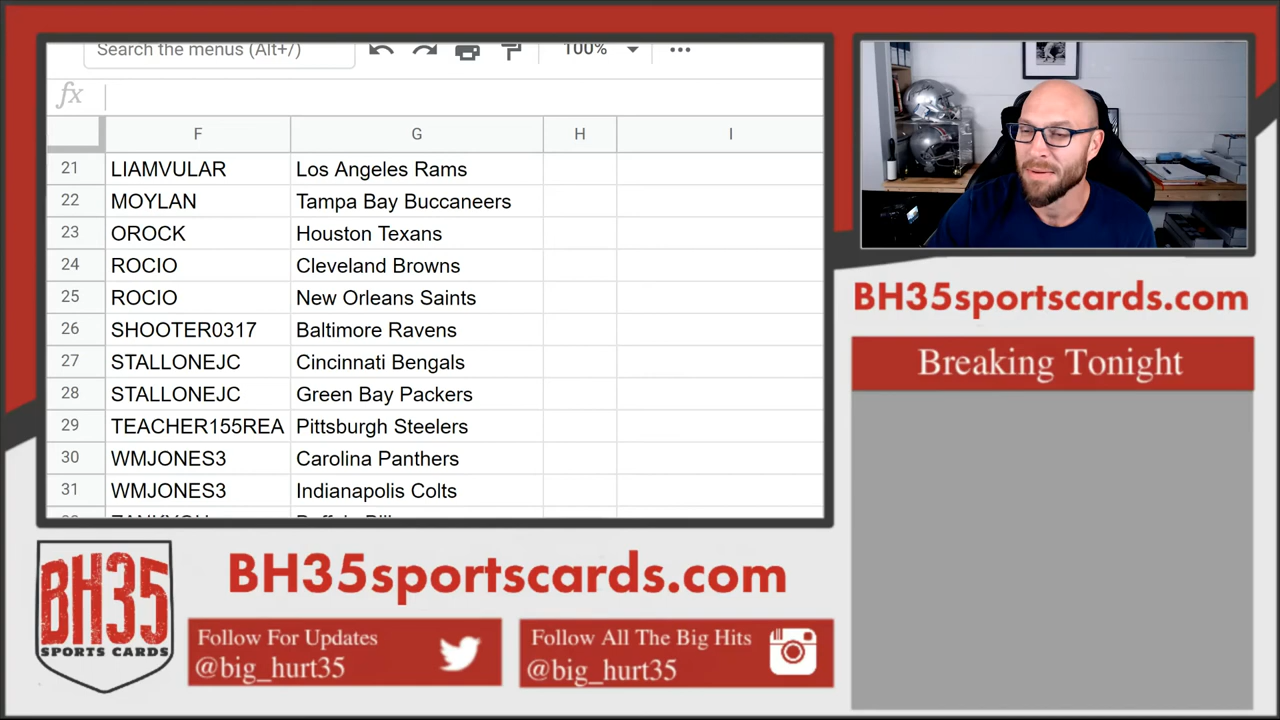 Search the menus (Alt+/)
100%
fx
F G H I
21 LIAMVULAR Los Angeles Rams
22 MOYLAN Tampa Bay Buccaneers
23 OROCK Houston Texans
24 ROCIO Cleveland Browns
25 ROCIO New Orleans Saints
26 SHOOTER0317 Baltimore Ravens
27 STALLONEJC Cincinnati Bengals
28 STALLONEJC Green Bay Packers
29 TEACHER155REA Pittsburgh Steelers
30 WMJONES3 Carolina Panthers
31 WMJONES3 Indianapolis Colts
BH35sportscards.com
Breaking Tonight
BH35
SPORTS CARDS
BH35sportscards.com
Follow For Updates
@big_hurt35
Follow All The Big Hits
@big_hurt35